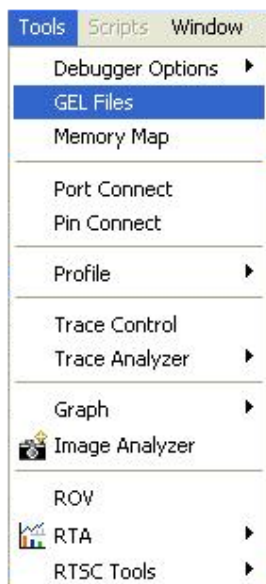 Tools Scripts Window
Debugger Options
GEL Files
Memory Map
Port Connect
Pin Connect
Profile
Trace Control
Trace Analyzer
Graph
Image Analyzer
ROV
RTA
RTSC Tools